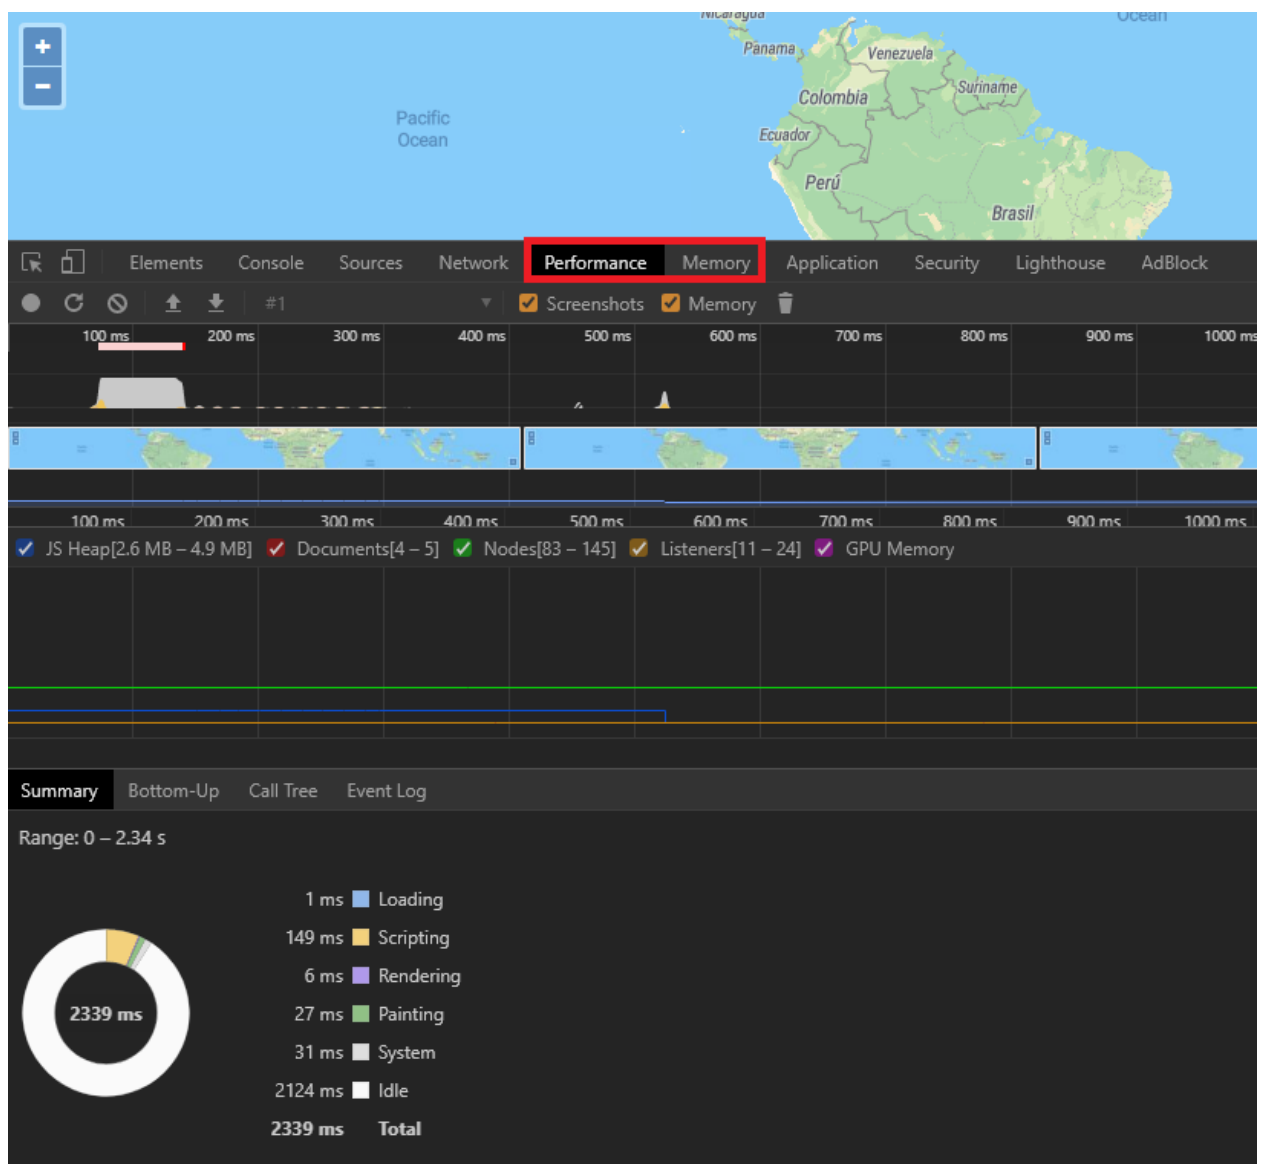 Nicaragua Ocean
+
Panama Venezuela
−
Colombia Suriname
Pacific
Ocean
Ecuador
Perú
Brasil
Elements Console Sources Network Performance Memory Application Security Lighthouse AdBlock
#1 Screenshots Memory
100 ms 200 ms 300 ms 400 ms 500 ms 600 ms 700 ms 800 ms 900 ms 1000 ms
100 ms 200 ms 300 ms 400 ms 500 ms 600 ms 700 ms 800 ms 900 ms 1000 ms
JS Heap[2.6 MB – 4.9 MB] Documents[4 – 5] Nodes[83 – 145] Listeners[11 – 24] GPU Memory
Summary Bottom-Up Call Tree Event Log
Range: 0 – 2.34 s
1 ms Loading
149 ms Scripting
6 ms Rendering
2339 ms 27 ms Painting
31 ms System
2124 ms Idle
2339 ms Total